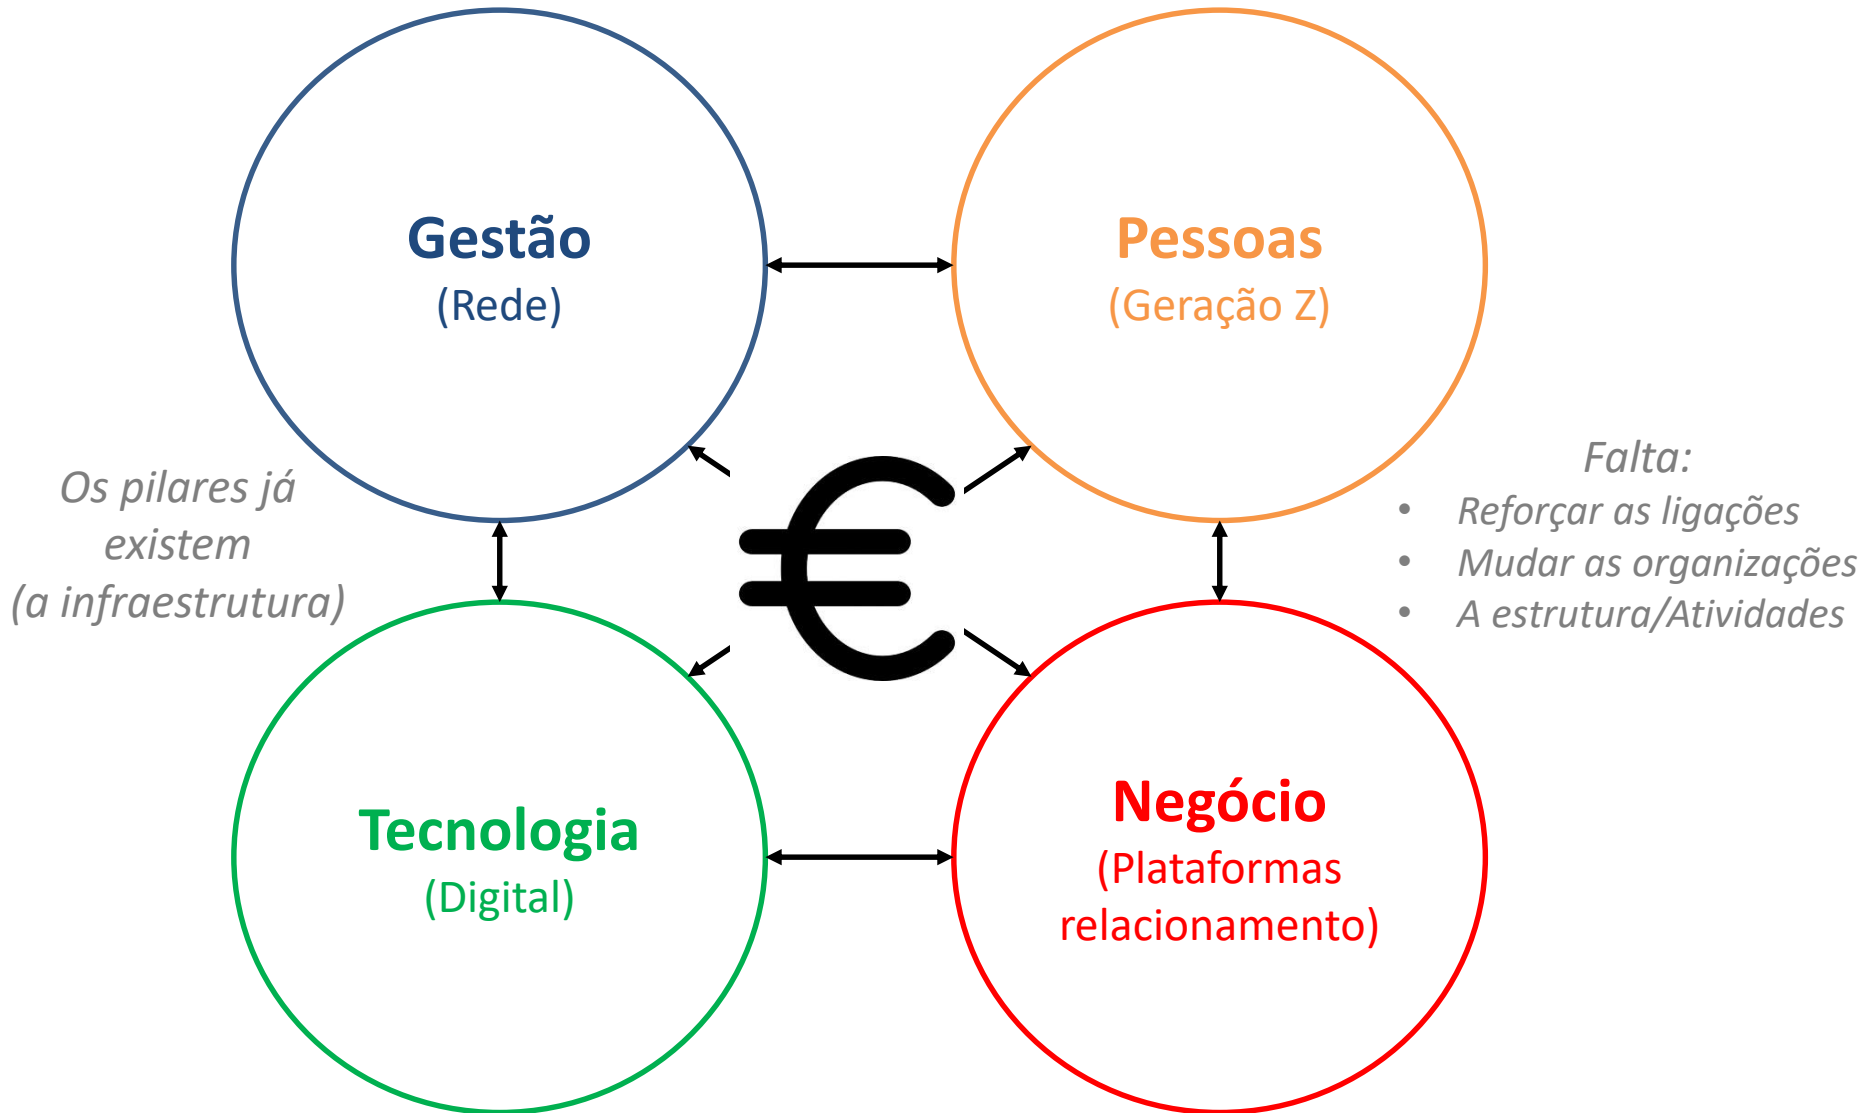 Gestão
(Rede)
Pessoas
(Geração Z)
Os pilares já
existem
(a infraestrutura)
€
Falta:
• Reforçar as ligações
• Mudar as organizações
• A estrutura/Atividades
Tecnologia
(Digital)
Negócio
(Plataformas
relacionamento)